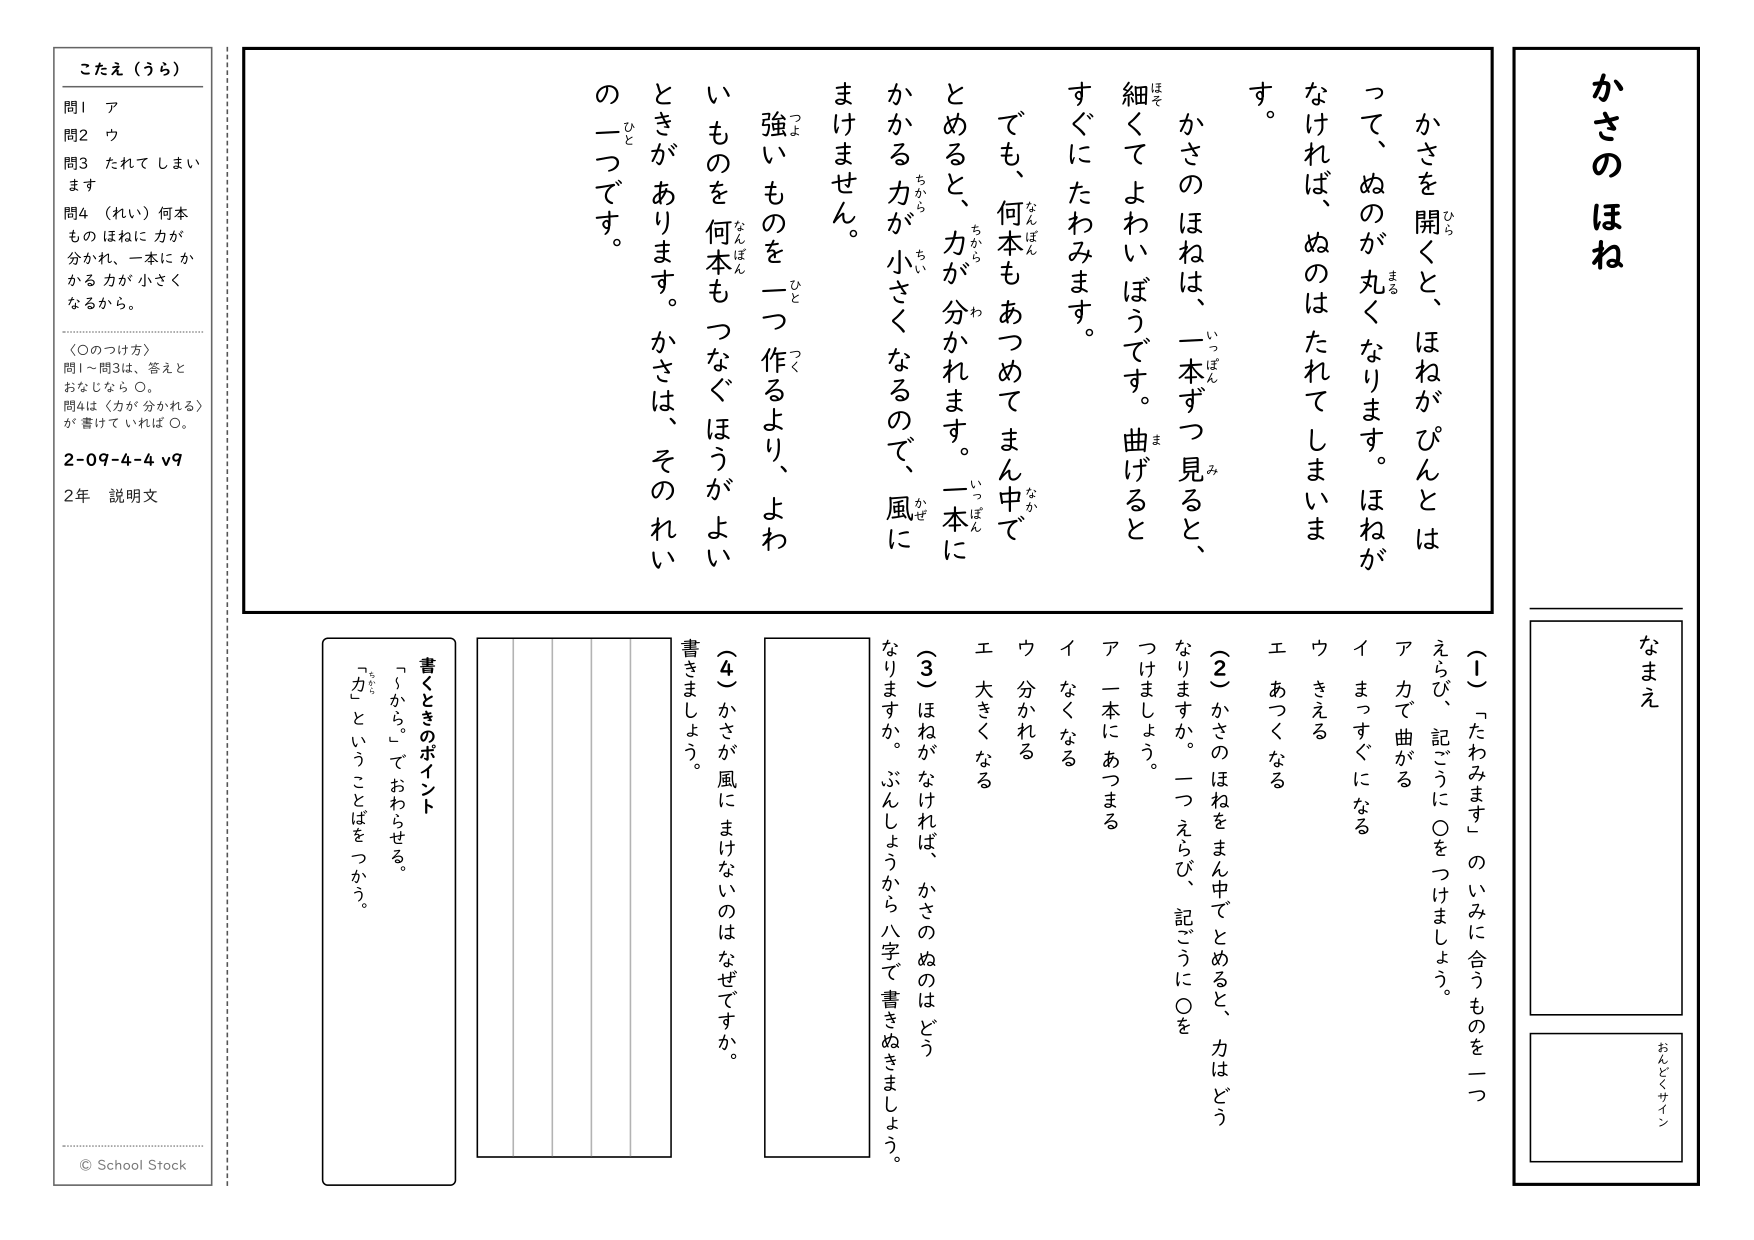 かさの ほね
なまえ
おんどくサイン
かさを 開くと、ほねが ぴんと は
って、ぬのが 丸く なります。ほねが
なければ、ぬのは たれて しまいま
す。
かさの ほねは、一本ずつ 見ると、
細くて よわい ぼうです。曲げると
すぐに たわみます。
でも、何本も あつめて まん中で
とめると、力が 分かれます。一本に
かかる 力が 小さく なるので、風に
まけません。
強い ものを 一つ 作るより、よわ
い ものを 何本も つなぐ ほうが よい
ときが あります。かさは、その れい
の 一つです。
(1)「たわみます」の いみに 合う ものを 一つ
えらび、記ごうに ○を つけましょう。
ア 力で 曲がる
イ まっすぐに なる
ウ きえる
エ あつく なる
(2) かさの ほねを まん中で とめると、力は どう
なりますか。一つ えらび、記ごうに ○を
つけましょう。
ア 一本に あつまる
イ なくなる
ウ 分かれる
エ 大きく なる
(3) ほねが なければ、かさの ぬのは どう
なりますか。ぶんしょうから 八字で 書きぬきましょう。
(4) かさが 風に まけないのは なぜですか。
書きましょう。
書くときのポイント
「〜から。」で おわらせる。
「力」と いう ことばを つかう。
こたえ（うら）
問1 ア
問2 ウ
問3 たれて しまい
ます
問4 （れい）何本
もの ほねに 力が
分かれ、一本に か
かる 力が 小さく
なるから。
〈○のつけ方〉
問1〜問3は、答えと
おなじなら ○。
問4は〈力が 分かれる〉
が 書けて いれば ○。
2-09-4-4 v9
2年 説明文
© School Stock